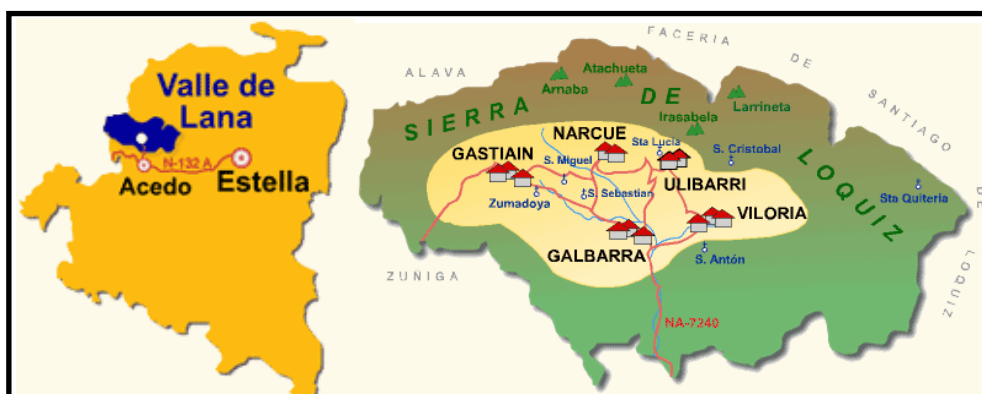 Valle de
Lana
N-132 A
Acedo
Estella
ALAVA
FACERIA
DE
SANTIAGO
DE
LOQUIZ
ZUÑIGA
SIERRA
DE
LOQUIZ
Atachueta
Arnaba
Larrineta
Irasabela
NARCUE
Sta Lucia
S. Cristobal
GASTIAIN
S. Miguel
ULIBARRI
Sta Quiteria
Zumadoya
S. Sebastian
VILORIA
GALBARRA
S. Antón
NA-7240